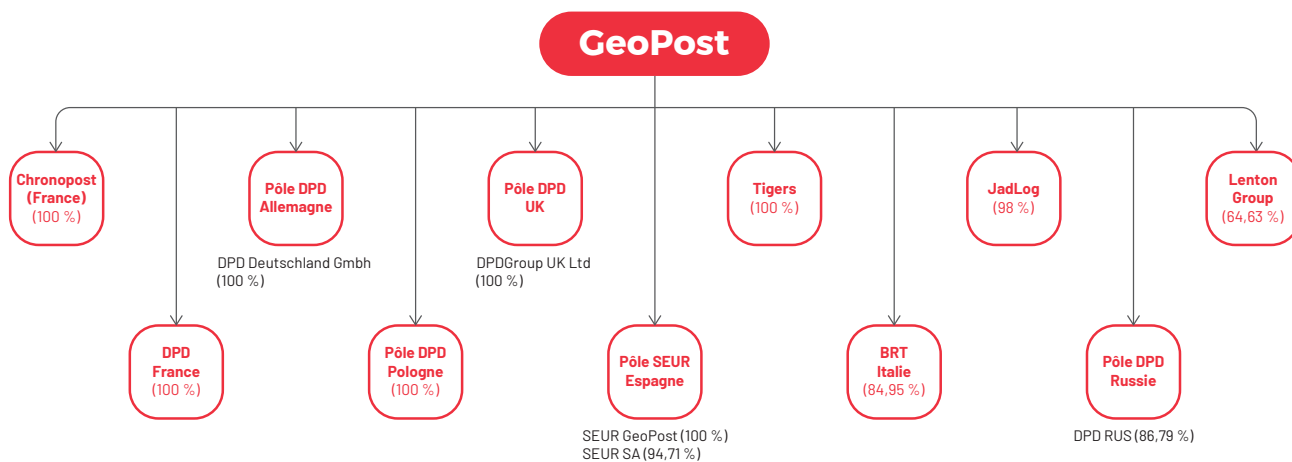 GeoPost
Chronopost
(France)
(100 %)
Pôle DPD
Allemagne
DPD Deutschland Gmbh
(100 %)
Pôle DPD
UK
DPDGroup UK Ltd
(100 %)
Tigers
(100 %)
JadLog
(98 %)
Lenton
Group
(64,63 %)
DPD
France
(100 %)
Pôle DPD
Pologne
(100 %)
Pôle SEUR
Espagne
SEUR GeoPost (100 %)
SEUR SA (94,71 %)
BRT
Italie
(84,95 %)
Pôle DPD
Russie
DPD RUS (86,79 %)